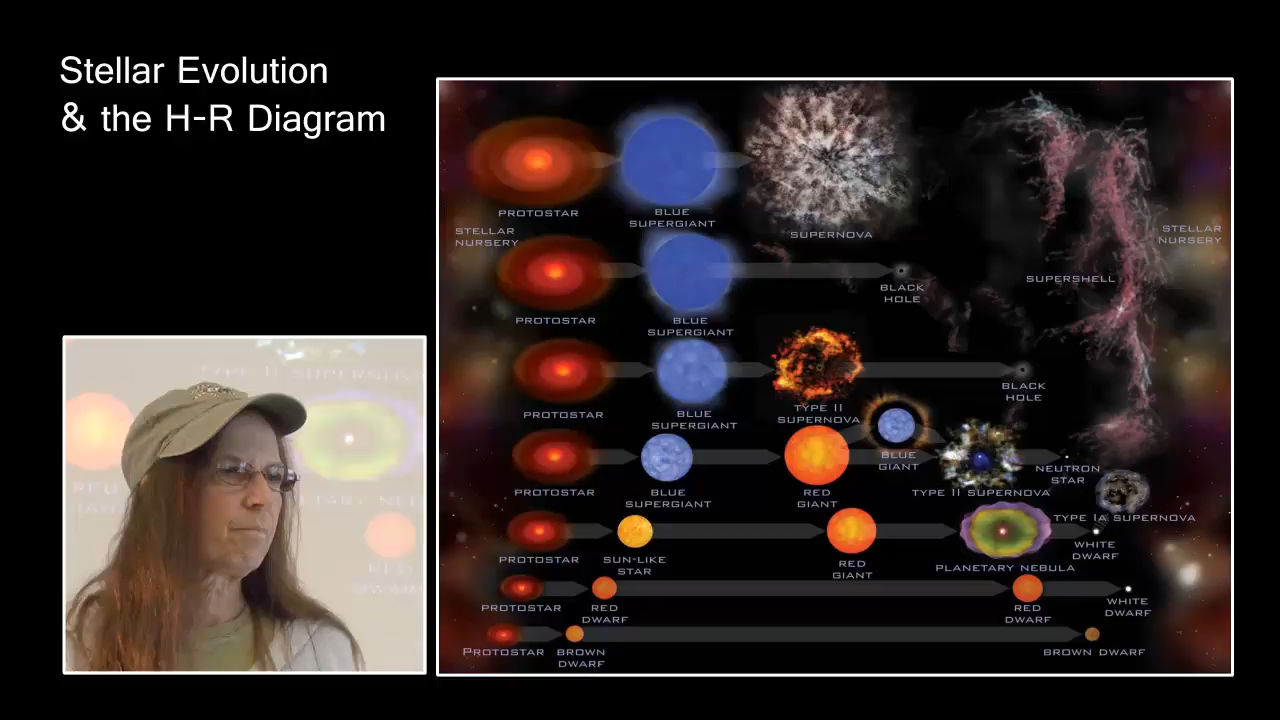 Stellar Evolution
& the H-R Diagram
PROTOSTAR
BLUE
SUPERGIANT
SUPERNOVA
STELLAR
NURSERY
STELLAR
NURSERY
SUPERSHELL
PROTOSTAR
BLUE
SUPERGIANT
BLACK
HOLE
PROTOSTAR
BLUE
SUPERGIANT
TYPE II
SUPERNOVA
BLACK
HOLE
PROTOSTAR
BLUE
SUPERGIANT
RED
GIANT
BLUE
GIANT
TYPE II SUPERNOVA
NEUTRON
STAR
TYPE IA SUPERNOVA
PROTOSTAR
SUN-LIKE
STAR
RED
GIANT
PLANETARY NEBULA
WHITE
DWARF
PROTOSTAR
RED
DWARF
RED
DWARF
WHITE
DWARF
PROTOSTAR
BROWN
DWARF
BROWN DWARF
TYPE II SUPERNOV